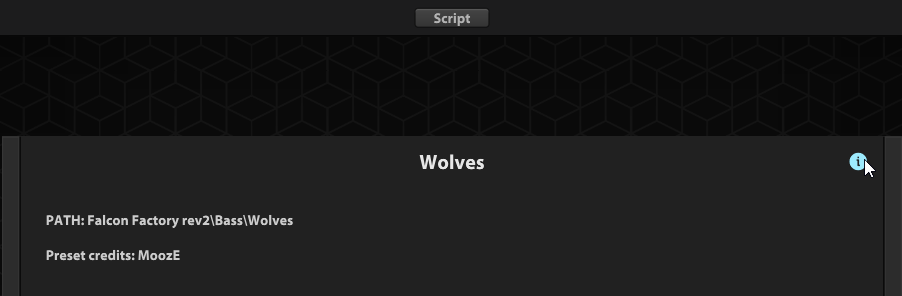 Script
Wolves
i
PATH: Falcon Factory rev2\Bass\Wolves
Preset credits: MoozE